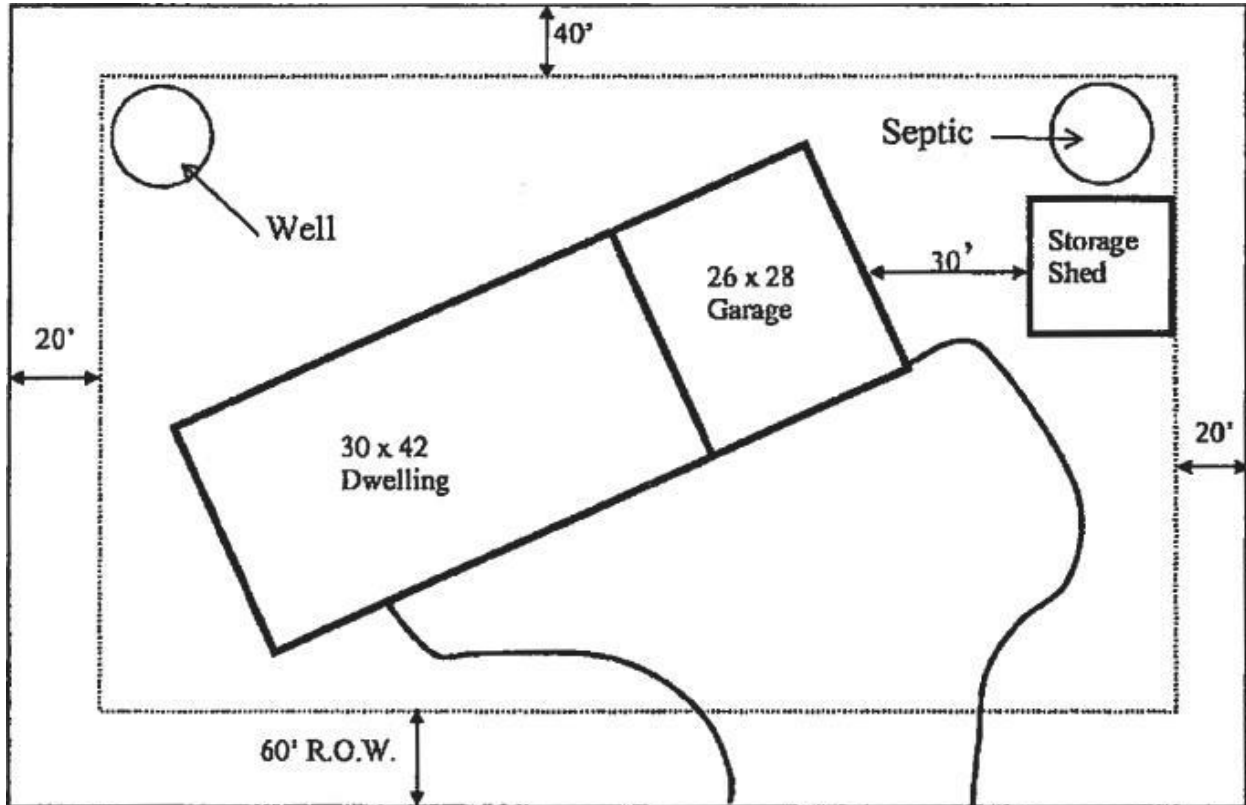 40'
Septic
Well
Storage
Shed
30'
26 x 28
Garage
20'
30 x 42
Dwelling
20'
60' R.O.W.